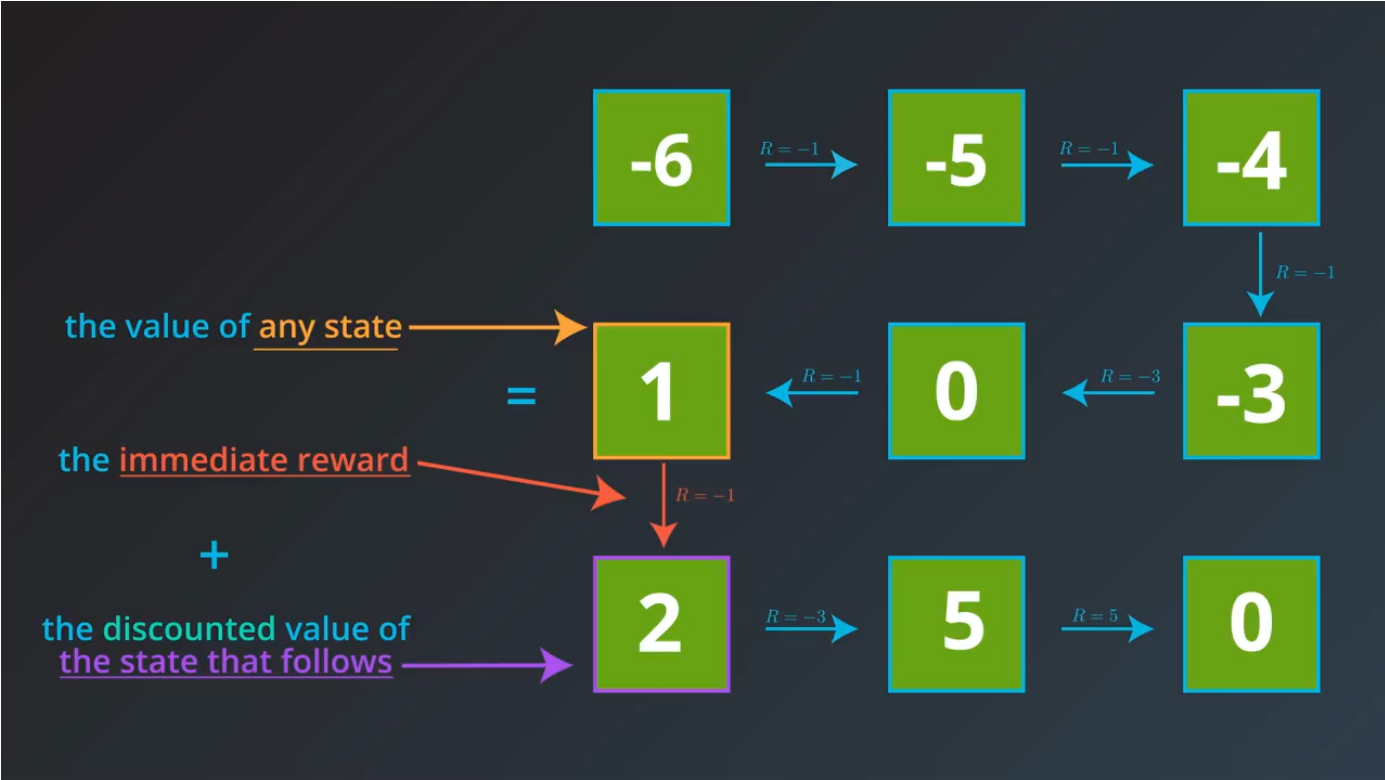 -6 R = −1 -5 R = −1 -4
R = −1
the value of any state
= 1 R = −1 0 R = −3 -3
the immediate reward
R = −1
+
2 R = −3 5 R = 5 0
the discounted value of
the state that follows